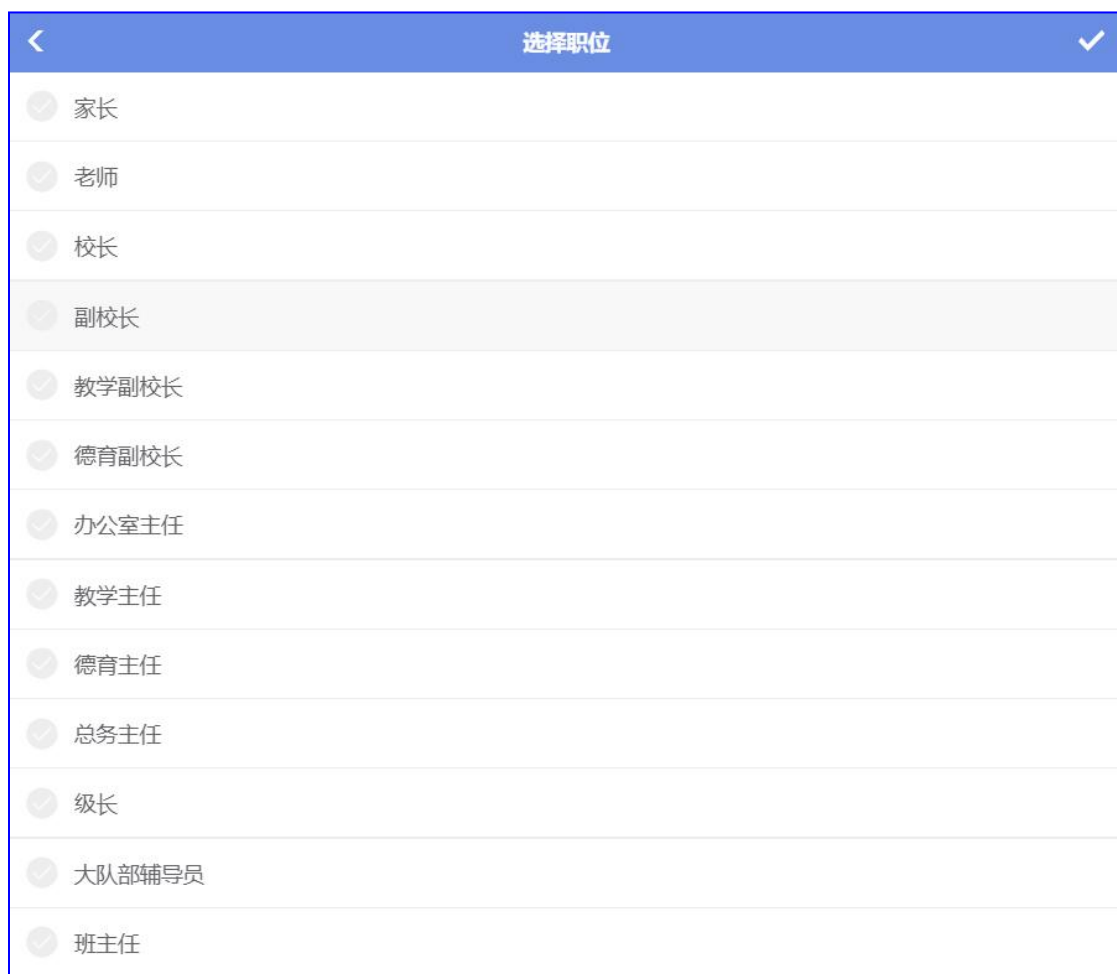 选择职位
家长
老师
校长
副校长
教学副校长
德育副校长
办公室主任
教学主任
德育主任
总务主任
级长
大队部辅导员
班主任